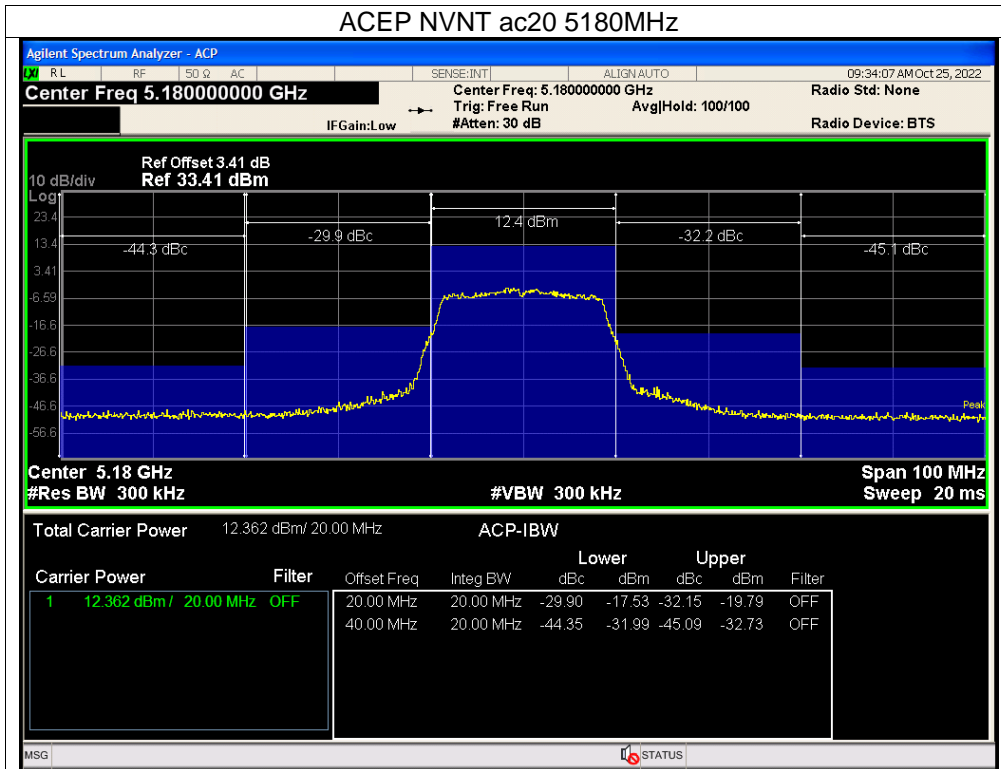 ACEP NVNT ac20 5180MHz
Agilent Spectrum Analyzer - ACP
LXI RL RF 50 Ω AC SENSE:INT ALIGN AUTO 09:34:07 AM Oct 25, 2022
Center Freq 5.180000000 GHz Center Freq: 5.180000000 GHz Radio Std: None
Trig: Free Run Avg|Hold: 100/100
IFGain:Low #Atten: 30 dB Radio Device: BTS
Ref Offset 3.41 dB
10 dB/div Ref 33.41 dBm
Log
23.4 12.4 dBm
-29.9 dBc -32.2 dBc
13.4 -44.3 dBc -45.1 dBc
3.41
-6.59
-16.6
-26.6
-36.6
-46.6 Peak
-56.6
Center 5.18 GHz Span 100 MHz
#Res BW 300 kHz #VBW 300 kHz Sweep 20 ms
Total Carrier Power 12.362 dBm/ 20.00 MHz ACP-IBW
Lower Upper
Carrier Power Filter Offset Freq Integ BW dBc dBm dBc dBm Filter
1 12.362 dBm / 20.00 MHz OFF 20.00 MHz 20.00 MHz -29.90 -17.53 -32.15 -19.79 OFF
40.00 MHz 20.00 MHz -44.35 -31.99 -45.09 -32.73 OFF
MSG STATUS